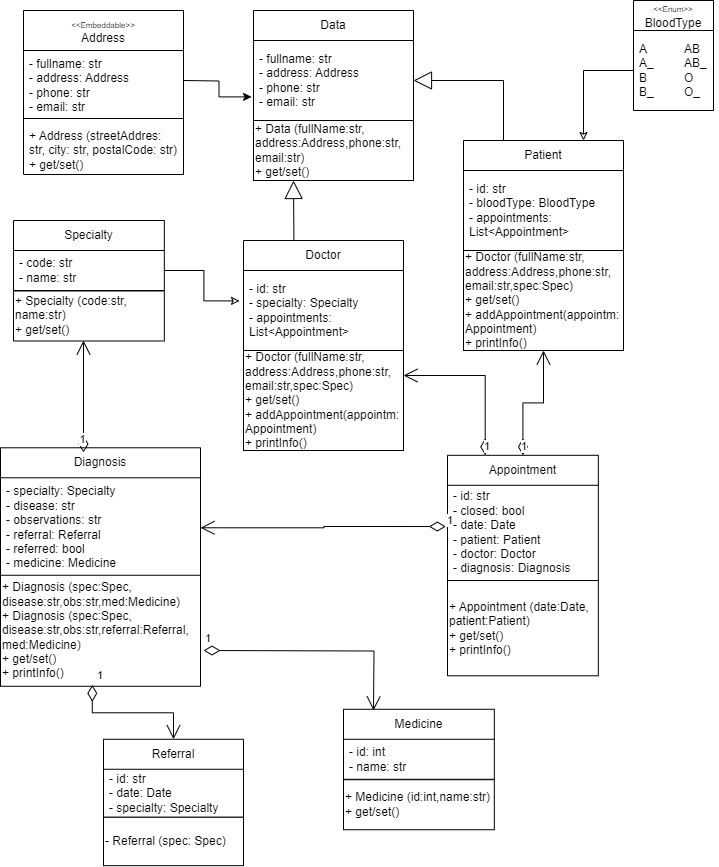 <<Embeddable>>
Address
- fullname: str
- address: Address
- phone: str
- email: str
+ Address (streetAddres:
str, city: str, postalCode: str)
+ get/set()
Data
- fullname: str
- address: Address
- phone: str
- email: str
+ Data (fullName:str,
address:Address,phone:str,
email:str)
+ get/set()
<<Enum>>
BloodType
A AB
A_ AB_
B O
B_ O_
Patient
- id: str
- bloodType: BloodType
- appointments:
List<Appointment>
+ Doctor (fullName:str,
address:Address,phone:str,
email:str,spec:Spec)
+ get/set()
+ addAppointment(appointm:
Appointment)
+ printInfo()
Specialty
- code: str
- name: str
+ Specialty (code:str,
name:str)
+ get/set()
Doctor
- id: str
- specialty: Specialty
- appointments:
List<Appointment>
+ Doctor (fullName:str,
address:Address,phone:str,
email:str,spec:Spec)
+ get/set()
+ addAppointment(appointm:
Appointment)
+ printInfo()
1
1
1
Diagnosis
- specialty: Specialty
- disease: str
- observations: str
- referral: Referral
- referred: bool
- medicine: Medicine
+ Diagnosis (spec:Spec,
disease:str,obs:str,med:Medicine)
+ Diagnosis (spec:Spec,
disease:str,obs:str,referral:Referral,
med:Medicine)
+ get/set()
+ printInfo()
Appointment
- id: str
- closed: bool
1
- date: Date
- patient: Patient
- doctor: Doctor
- diagnosis: Diagnosis
+ Appointment (date:Date,
patient:Patient)
+ get/set()
+ printInfo()
1
1
Referral
- id: str
- date: Date
- specialty: Specialty
- Referral (spec: Spec)
Medicine
- id: int
- name: str
+ Medicine (id:int,name:str)
+ get/set()